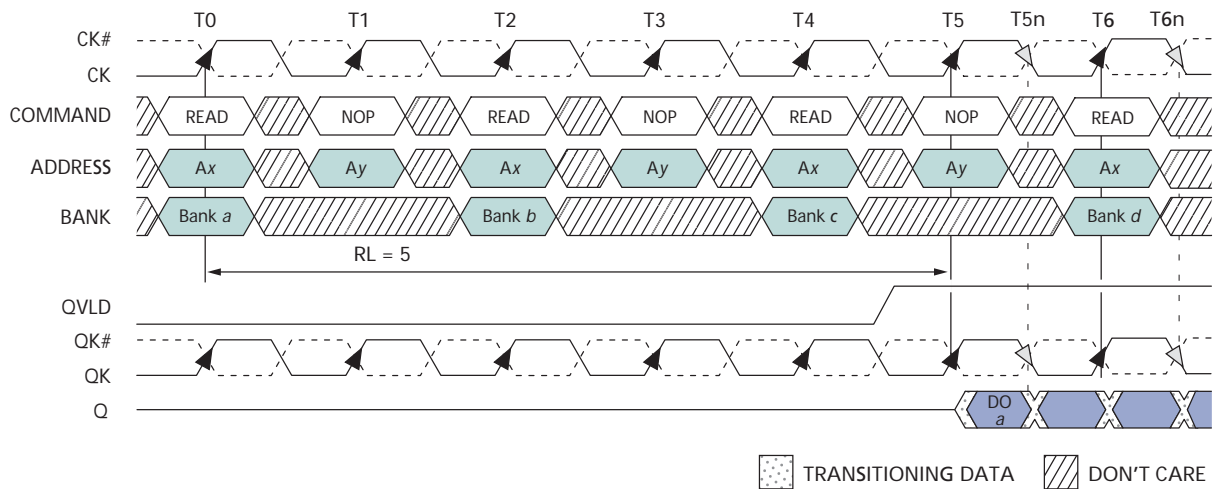 T0 T1 T2 T3 T4 T5 T5n T6 T6n
CK#
CK
COMMAND READ NOP READ NOP READ NOP READ
ADDRESS Ax Ay Ax Ay Ax Ay Ax
BANK Bank a Bank b Bank c Bank d
RL = 5
QVLD
QK#
QK
Q DO
a
TRANSITIONING DATA DON'T CARE